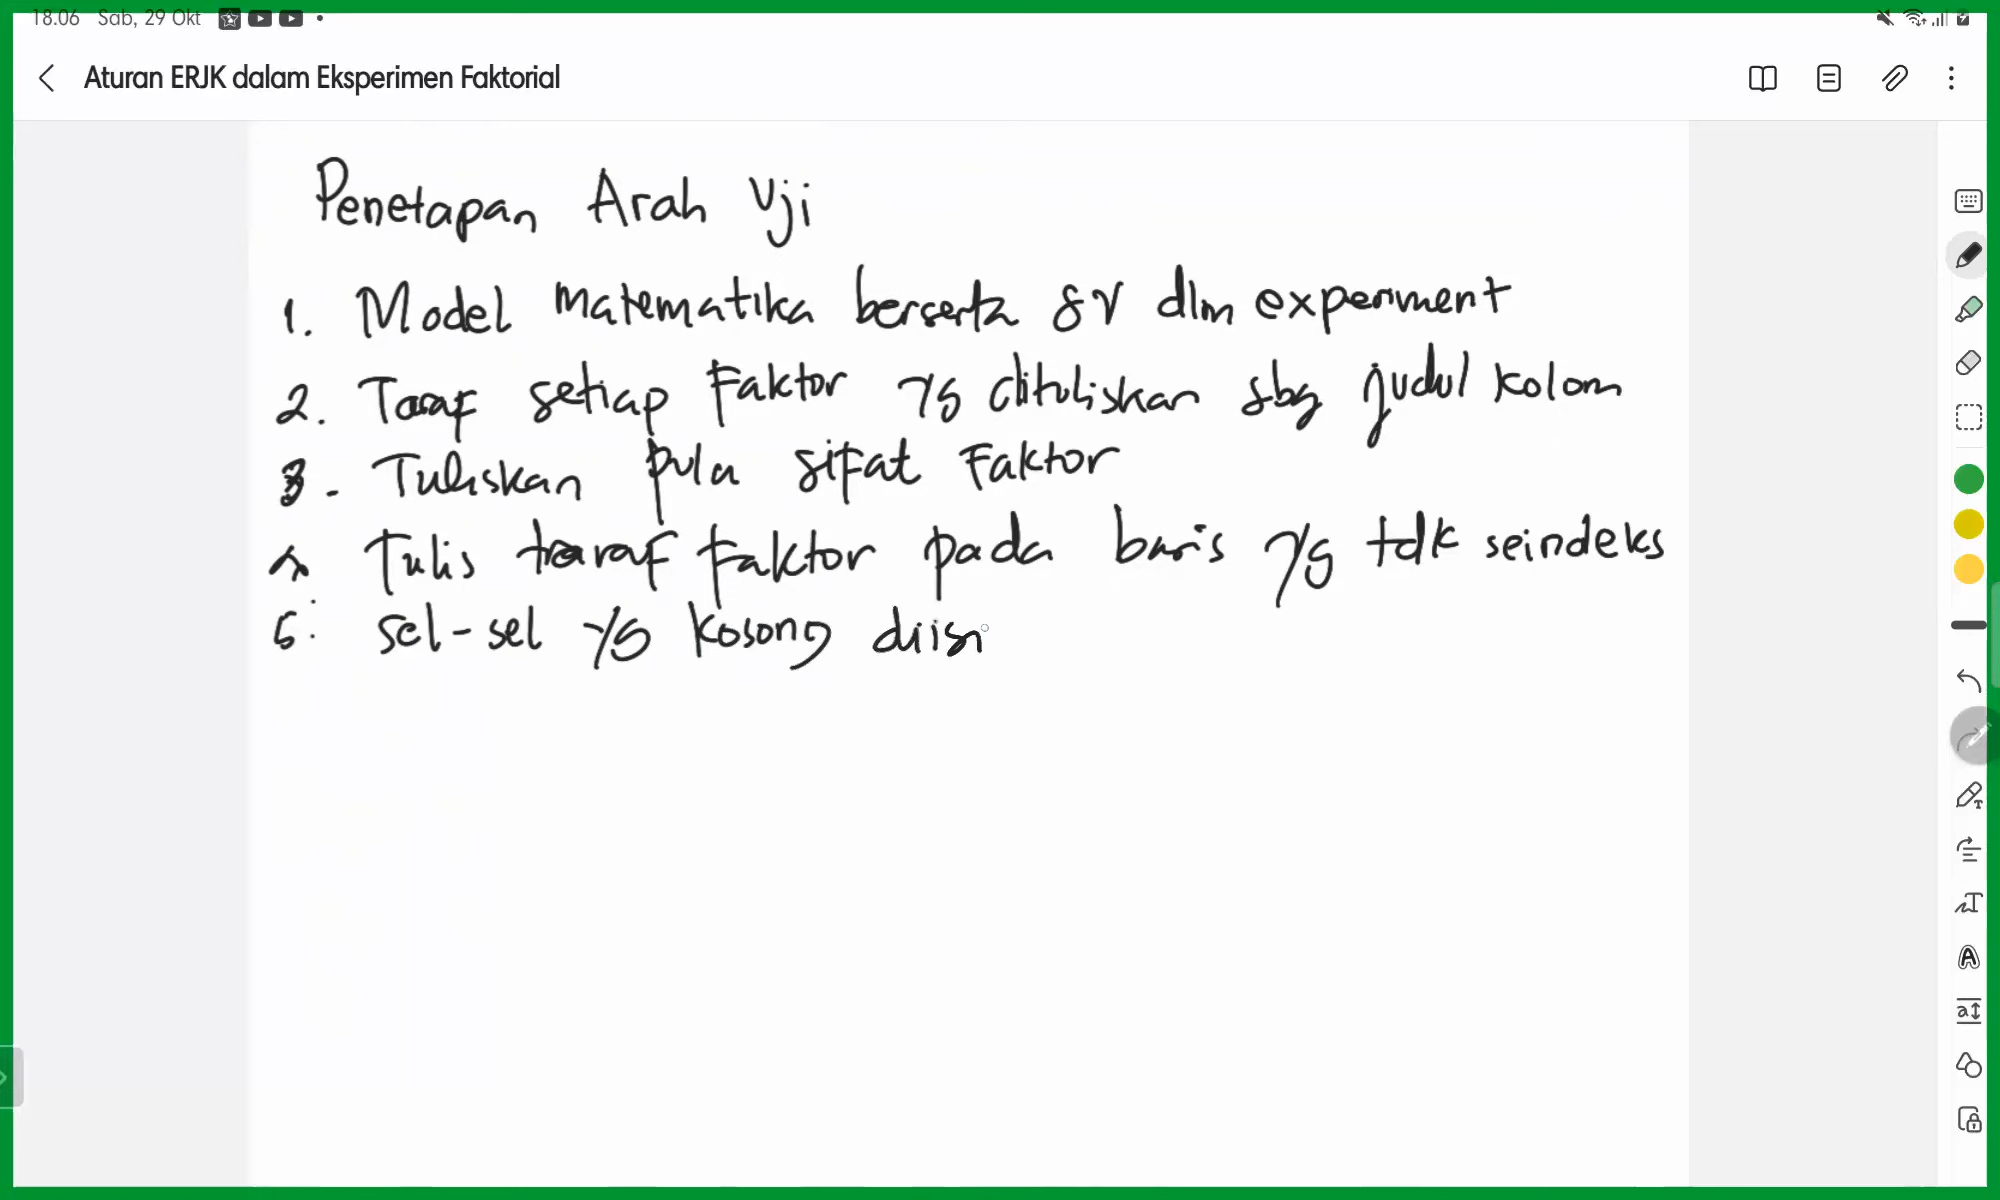 18.06 Sab, 29 Okt
Aturan ERJK dalam Eksperimen Faktorial
Penetapan Arah Uji
1. Model matematika berserta SV dlm experiment
2. Taraf setiap Faktor yg dituliskan sbg judul kolom
3. Tuliskan pula sifat Faktor
Tulis taraf faktor pada baris yg tdk seindeks
5. sel-sel yg kosong diisi